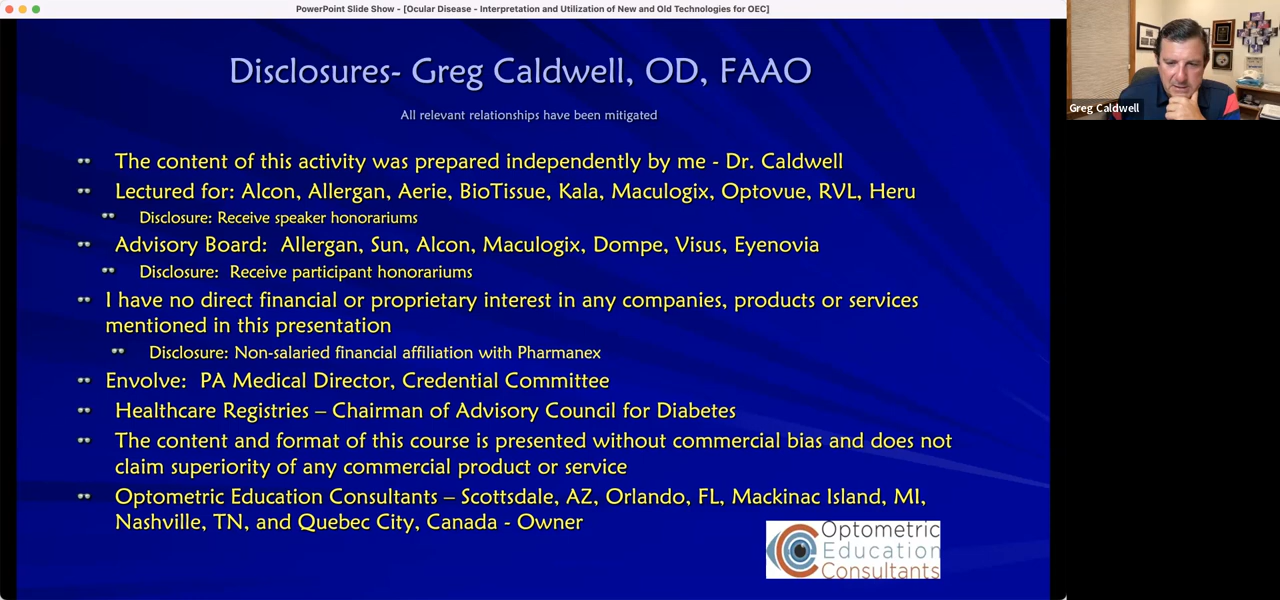 PowerPoint Slide Show - [Ocular Disease - Interpretation and Utilization of New and Old Technologies for OEC]
Disclosures- Greg Caldwell, OD, FAAO
All relevant relationships have been mitigated
Greg Caldwell
The content of this activity was prepared independently by me - Dr. Caldwell
Lectured for: Alcon, Allergan, Aerie, BioTissue, Kala, Maculogix, Optovue, RVL, Heru
Disclosure: Receive speaker honorariums
Advisory Board: Allergan, Sun, Alcon, Maculogix, Dompe, Visus, Eyenovia
Disclosure: Receive participant honorariums
I have no direct financial or proprietary interest in any companies, products or services
mentioned in this presentation
Disclosure: Non-salaried financial affiliation with Pharmanex
Envolve: PA Medical Director, Credential Committee
Healthcare Registries – Chairman of Advisory Council for Diabetes
The content and format of this course is presented without commercial bias and does not
claim superiority of any commercial product or service
Optometric Education Consultants – Scottsdale, AZ, Orlando, FL, Mackinac Island, MI,
Nashville, TN, and Quebec City, Canada - Owner
Optometric
Education
Consultants